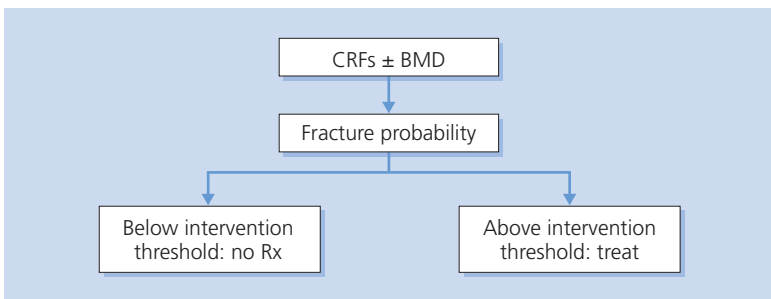 CRFs ± BMD
Fracture probability
Below intervention
threshold: no Rx
Above intervention
threshold: treat